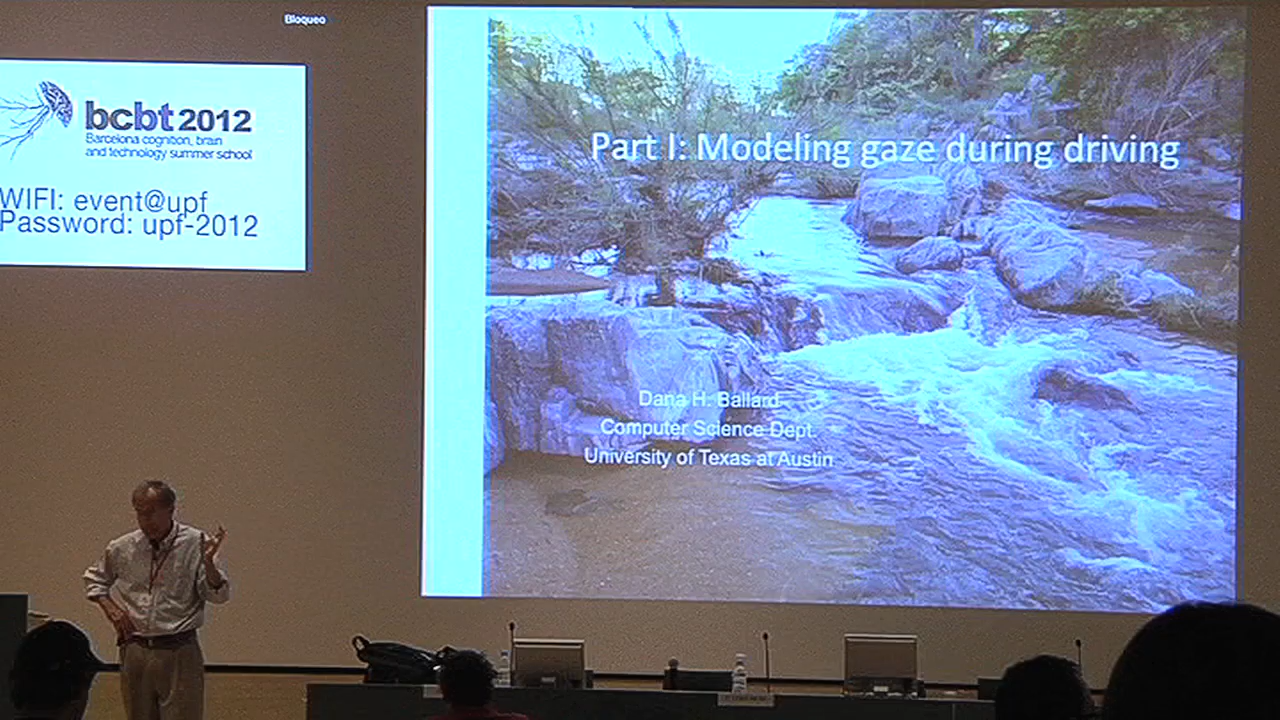 Bloqueo
bcbt 2012
Barcelona cognition, brain
and technology summer school
WIFI: event@upf
Password: upf-2012
Part I: Modeling gaze during driving
Dana H. Ballard
Computer Science Dept.
University of Texas at Austin